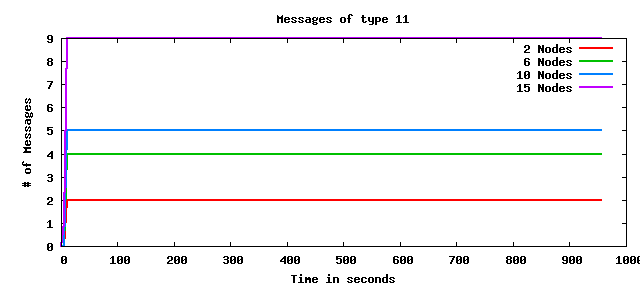 Messages of type 11
9
8
7
6
5
4
3
2
1
0
# of Messages
2 Nodes
6 Nodes
10 Nodes
15 Nodes
0 100 200 300 400 500 600 700 800 900 1000
Time in seconds